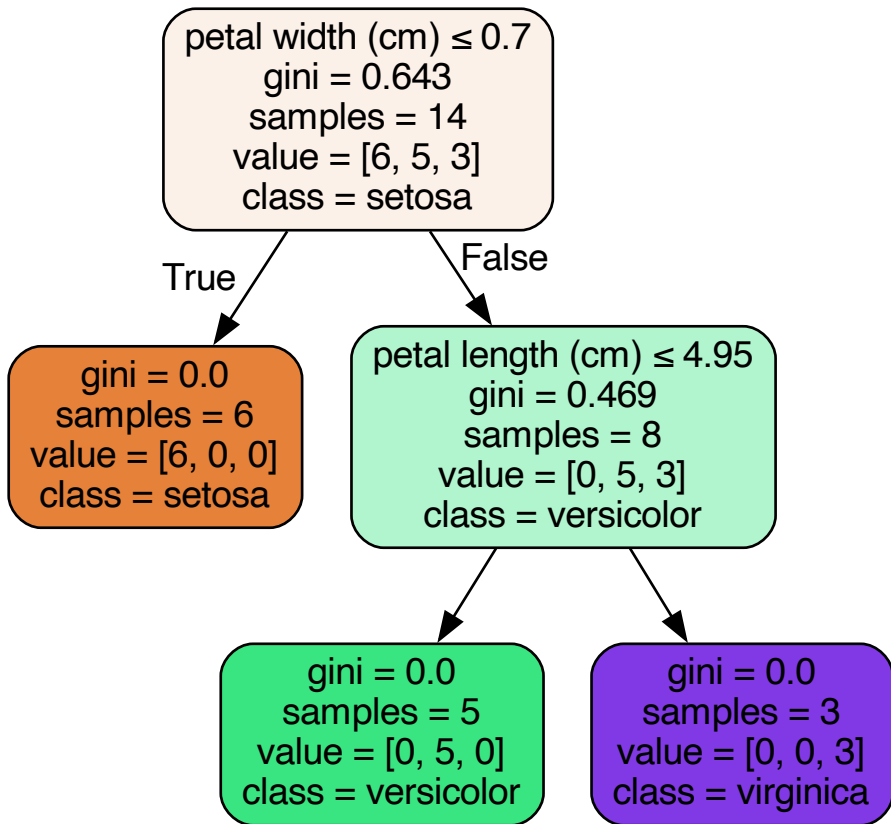 petal width (cm) ≤ 0.7
gini = 0.643
samples = 14
value = [6, 5, 3]
class = setosa
True
False
gini = 0.0
samples = 6
value = [6, 0, 0]
class = setosa
petal length (cm) ≤ 4.95
gini = 0.469
samples = 8
value = [0, 5, 3]
class = versicolor
gini = 0.0
samples = 5
value = [0, 5, 0]
class = versicolor
gini = 0.0
samples = 3
value = [0, 0, 3]
class = virginica